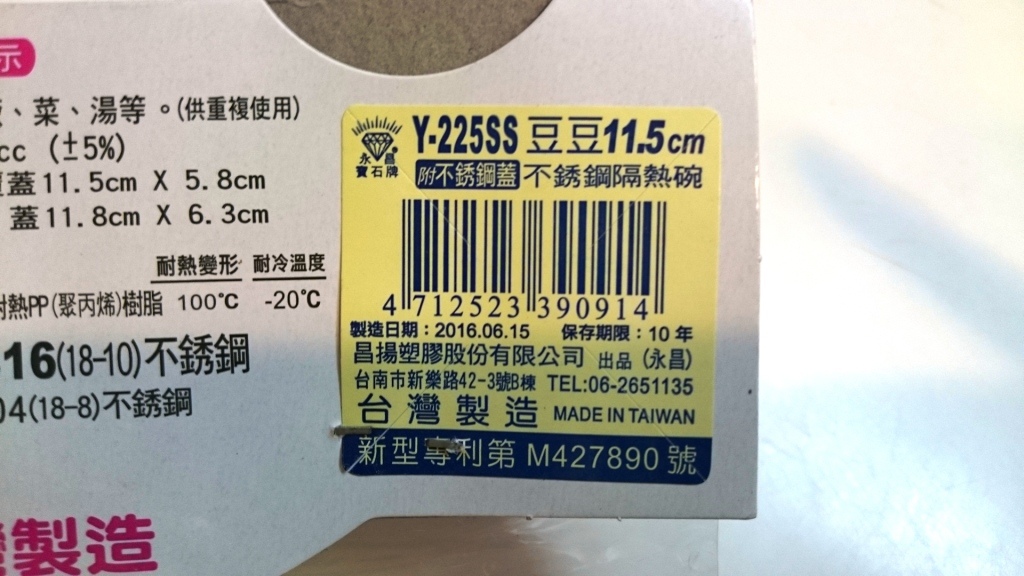 示
、菜、湯等。(供重複使用)
cc (±5%)
蓋11.5cm X 5.8cm
蓋11.8cm X 6.3cm
耐熱變形 耐冷溫度
耐熱PP(聚丙烯)樹脂 100℃ -20℃
16(18-10)不銹鋼
04(18-8)不銹鋼
製造
永昌
寶石牌
Y-225SS 豆豆11.5cm
附不銹鋼蓋 不銹鋼隔熱碗
4 712523 390914
製造日期：2016.06.15 保存期限：10年
昌揚塑膠股份有限公司 出品(永昌)
台南市新樂路42-3號B棟 TEL:06-2651135
台灣製造 MADE IN TAIWAN
新型專利第 M427890 號